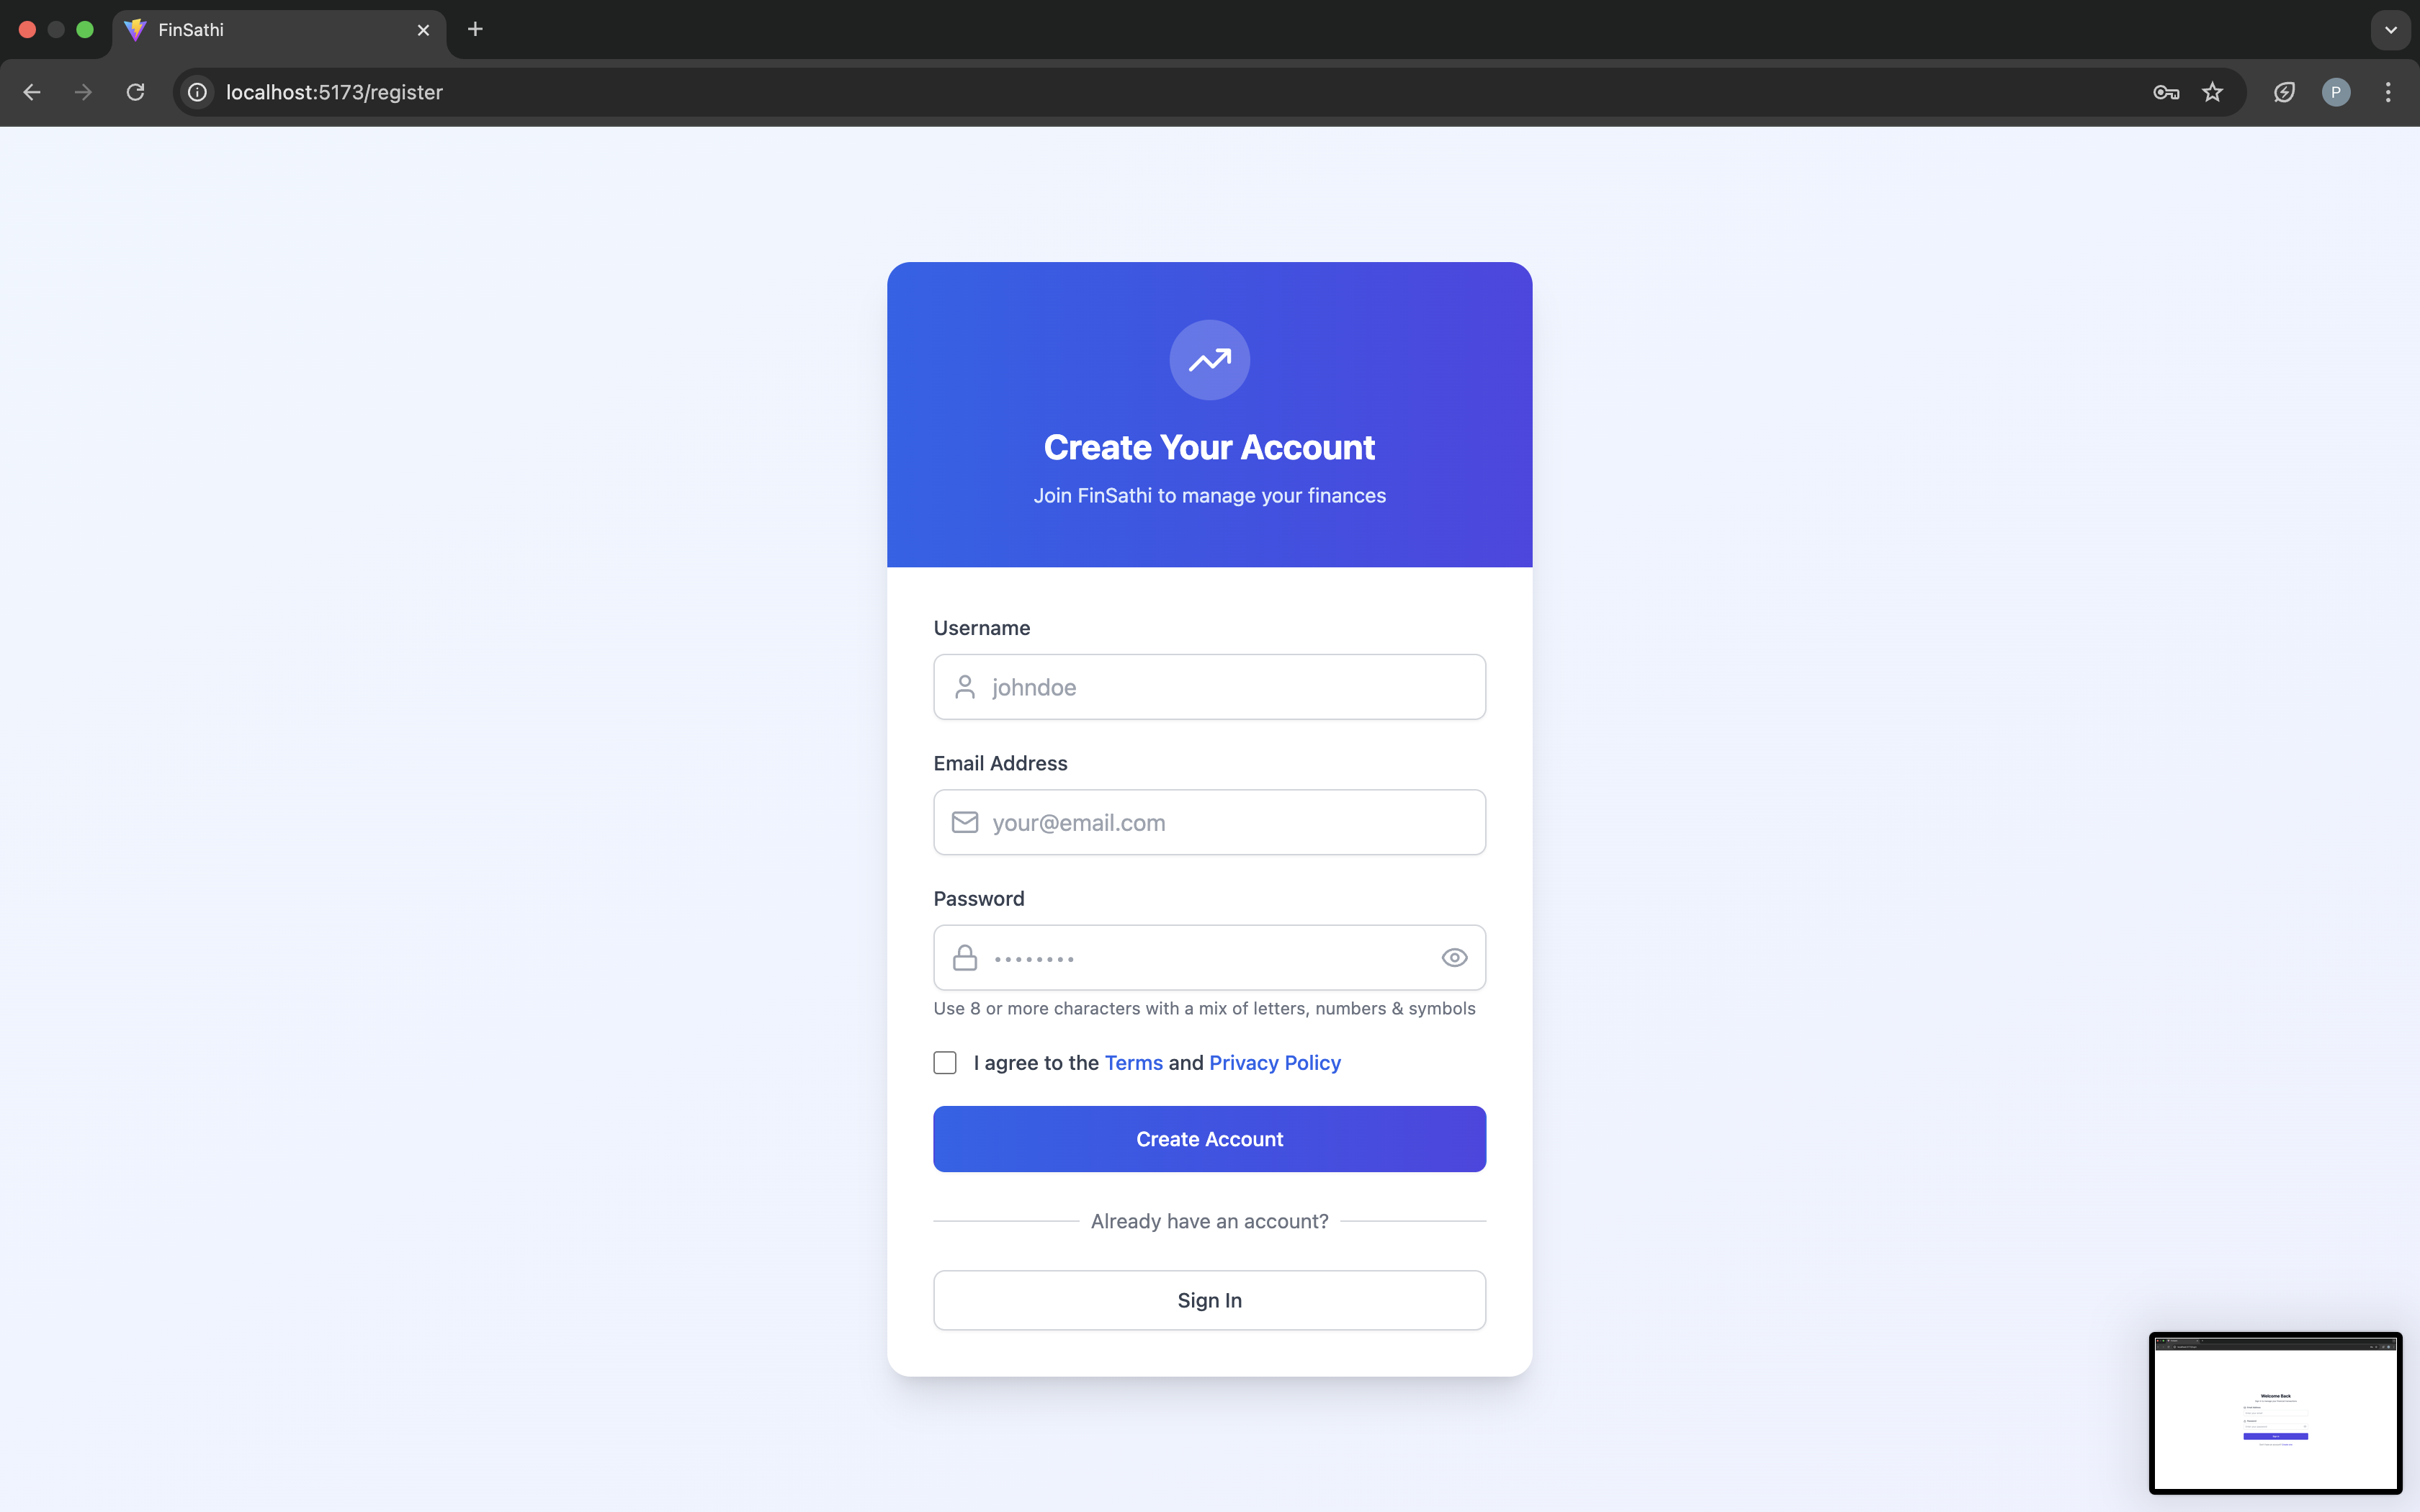 FinSathi
localhost:5173/register
P
Create Your Account
Join FinSathi to manage your finances
Username
johndoe
Email Address
your@email.com
Password
Use 8 or more characters with a mix of letters, numbers & symbols
I agree to the Terms and Privacy Policy
Create Account
Already have an account?
Sign In
Welcome Back